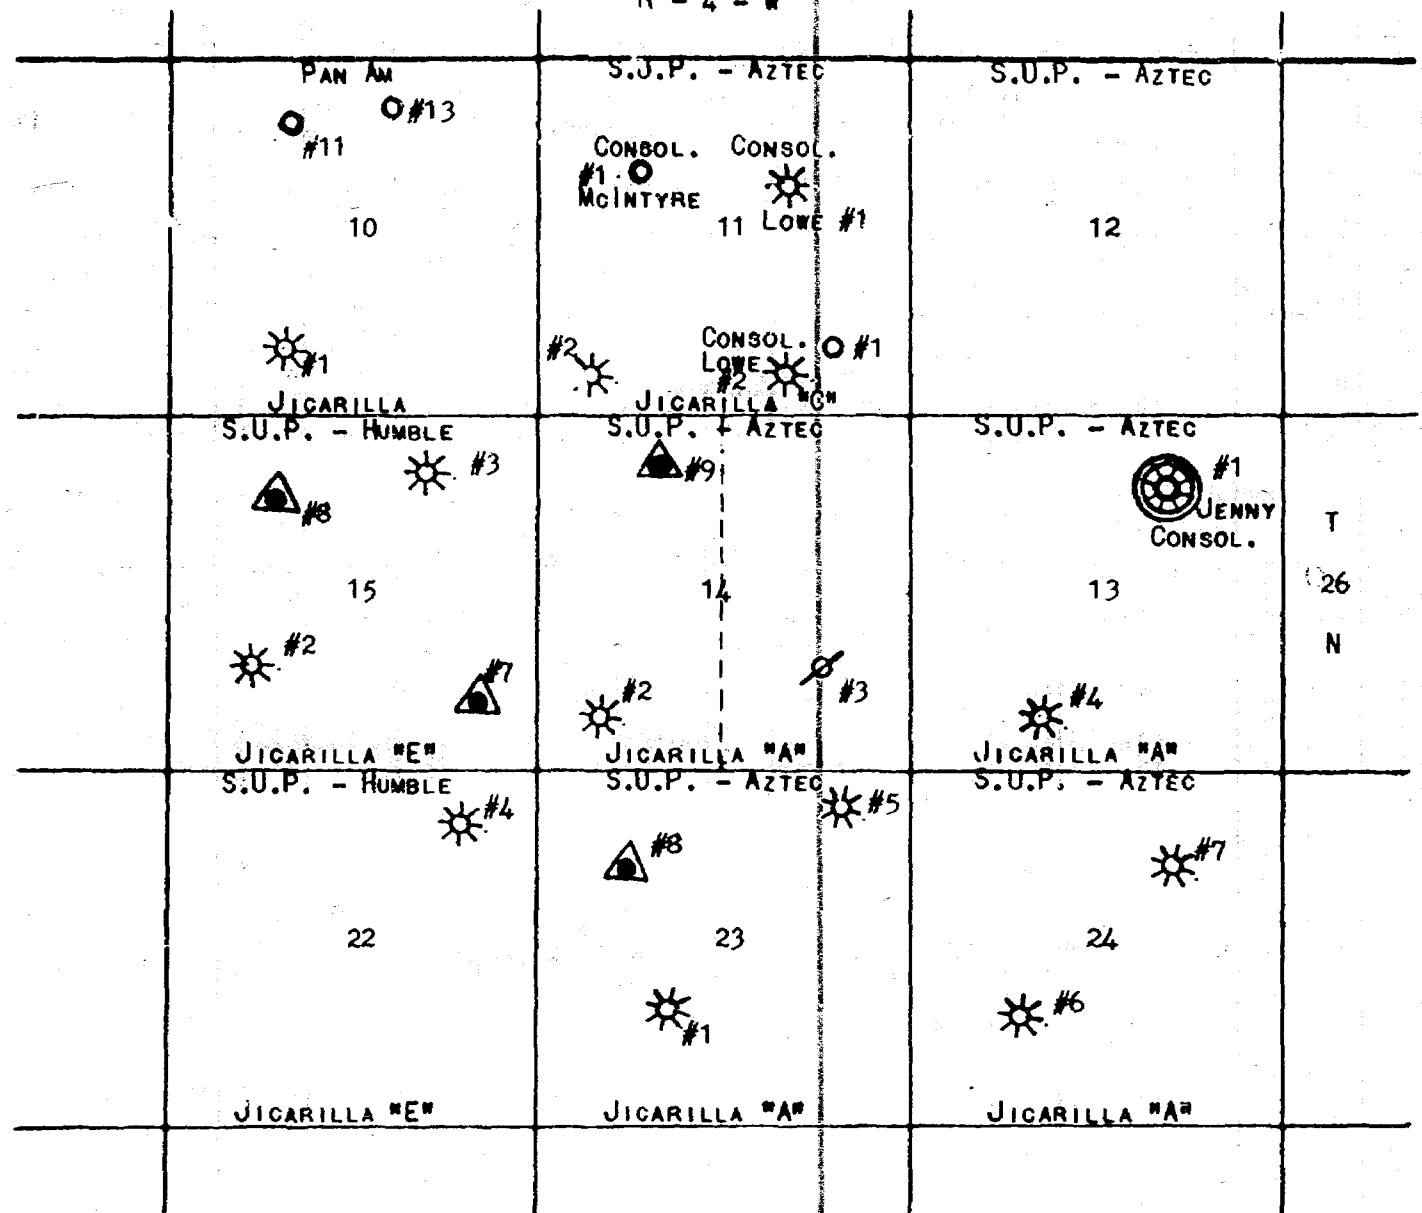 R - 4 - W
PAN AM
#13
#11
10
#1
JICARILLA
S.U.P. - AZTEC
CONSOL. CONSOL.
#1
MCINTYRE
LOWE #1
11
#2
CONSOL.
LOWE
#2
#1
JICARILLA "C"
S.U.P. - AZTEC
12
S.U.P. - HUMBLE
#3
#8
15
#2
#7
JICARILLA "E"
S.U.P. - AZTEC
#9
14
#2
#3
JICARILLA "A"
S.U.P. - AZTEC
#1
JENNY
CONSOL.
13
#4
JICARILLA "A"
T
26
N
S.U.P. - HUMBLE
#4
22
JICARILLA "E"
S.U.P. - AZTEC
#5
#8
23
#1
JICARILLA "A"
S.U.P. - AZTEC
#7
24
#6
JICARILLA "A"